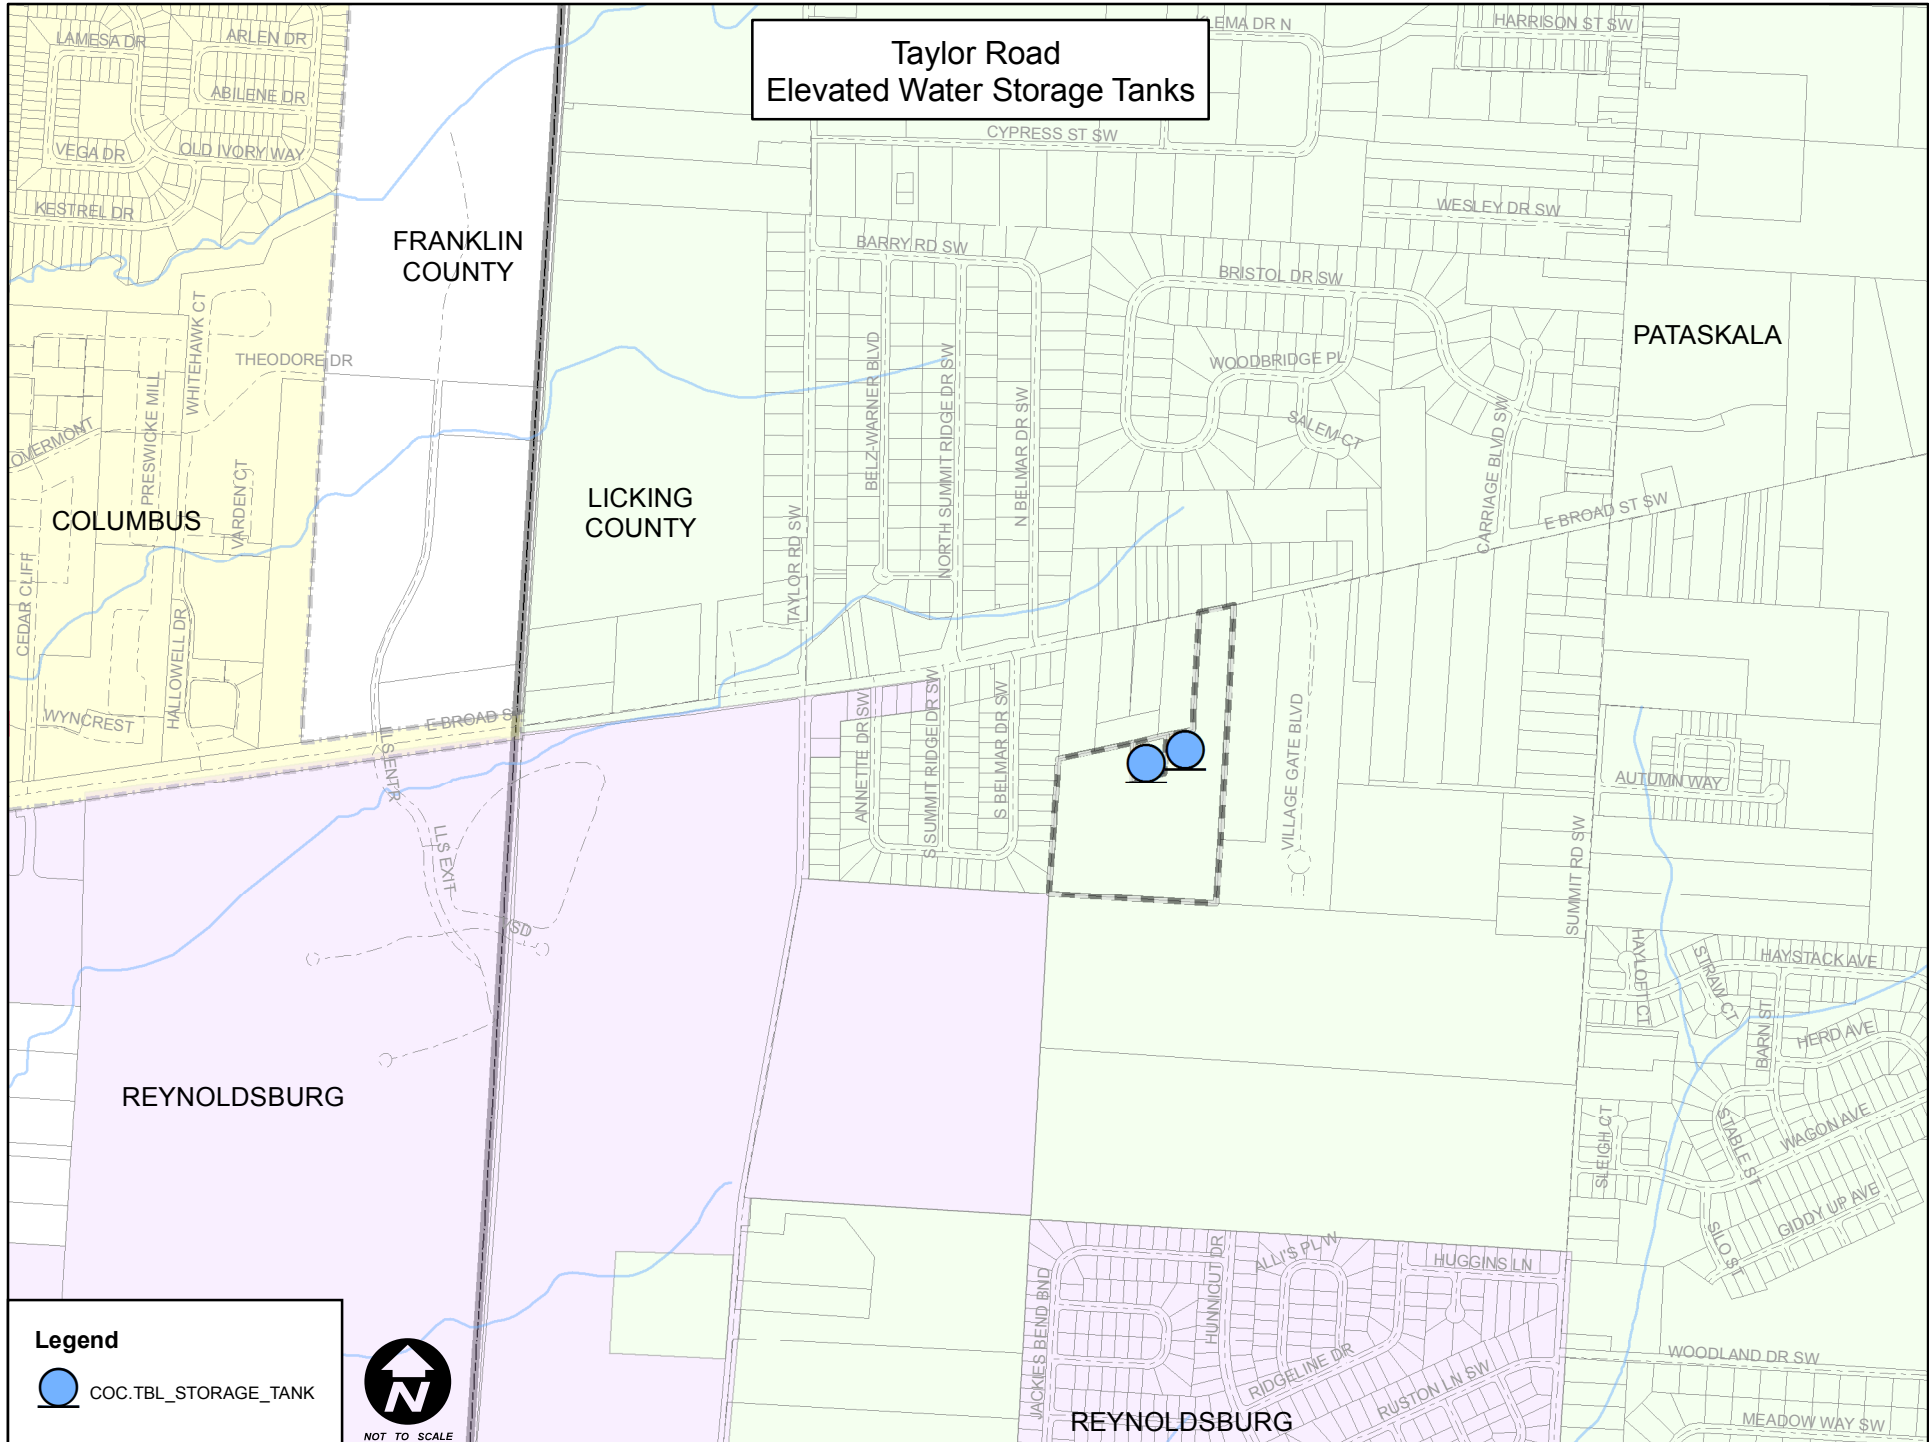 Taylor Road
Elevated Water Storage Tanks
LAMESA DR
ARLEN DR
ABILENE DR
VEGA DR
OLD IVORY WAY
KESTREL DR
HARRISON ST SW
CYPRESS ST SW
WESLEY DR SW
FRANKLIN
COUNTY
BARRY RD SW
BRISTOL DR SW
WHITEHAWK CT
THEODORE DR
PRESWICKE MILL
PATASKALA
WOODBRIDGE PL
SALEM CT
BELZ-WARNER BLVD
NORTH SUMMIT RIDGE DR SW
N BELMAR DR SW
CARRIAGE BLVD SW
OVERMONT
VARDEN CT
COLUMBUS
LICKING
COUNTY
TAYLOR RD SW
E BROAD ST SW
CEDAR CLIFF
HALLOWELL DR
WYNCREST
E BROAD S
LLS ENTR
ANNETTE DR SW
S SUMMIT RIDGE DR SW
S BELMAR DR SW
VILLAGE GATE BLVD
AUTUMN WAY
SUMMIT RD SW
LLS EXIT
VSD
HAYLOFT CT
STRAW CT
HAYSTACK AVE
BARN ST
HERD AVE
REYNOLDSBURG
SLEIGH CT
STABLE ST
WAGON AVE
GIDDY UP AVE
SILO ST
JACKIES BEND BND
HUNNICUT DR
ALLI'S PL W
HUGGINS LN
RIDGELINE DR
RUSTON LN SW
WOODLAND DR SW
MEADOW WAY SW
REYNOLDSBURG
Legend
COC.TBL_STORAGE_TANK
N
NOT TO SCALE